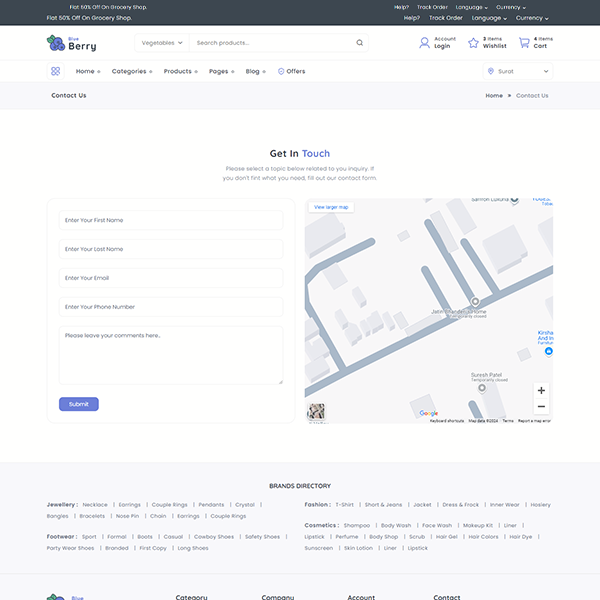 Flat 50% Off On Grocery Shop. Help? Track Order Language Currency
Flat 50% Off On Grocery Shop. Help? Track Order Language Currency
Blue
Berry
Vegetables Search products...
Account
Login
3 items
Wishlist
4 items
Cart
Home Categories Products Pages Blog Offers Surat
Contact Us Home » Contact Us
Get In Touch
Please select a topic below related to you inquiry. If
you don't fint what you need, fill out our contact form.
Enter Your First Name
Enter Your Last Name
Enter Your Email
Enter Your Phone Number
Please leave your comments here..
Submit
View larger map
Temporarily closed
Kirsha
And In
Furnitur
Suresh Patel
Temporarily closed
+
−
Google
Keyboard shortcuts Map data ©2024 Terms Report a map error
BRANDS DIRECTORY
Jewellery : Necklace | Earrings | Couple Rings | Pendants | Crystal |
Bangles | Bracelets | Nose Pin | Chain | Earrings | Couple Rings
Footwear : Sport | Formal | Boots | Casual | Cowboy Shoes | Safety Shoes |
Party Wear Shoes | Branded | First Copy | Long Shoes
Fashion : T-Shirt | Short & Jeans | Jacket | Dress & Frock | Inner Wear | Hosiery
Cosmetics : Shampoo | Body Wash | Face Wash | Makeup Kit | Liner |
Lipstick | Perfume | Body Shop | Scrub | Hair Gel | Hair Colors | Hair Dye |
Sunscreen | Skin Lotion | Liner | Lipstick
Blue
Category Company Account Contact